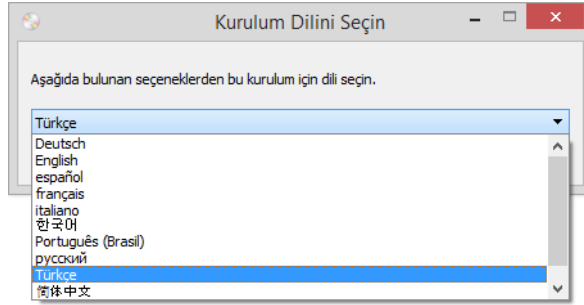 Kurulum Dilini Seçin
Aşağıda bulunan seçeneklerden bu kurulum için dili seçin.
Türkçe
Deutsch
English
español
français
italiano
한국어
Português (Brasil)
русский
Türkçe
简体中文